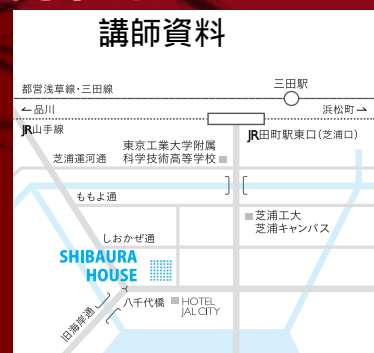 講師資料
都営浅草線・三田線
三田駅
←品川
浜松町→
JR山手線
JR田町駅東口(芝浦口)
東京工業大学附属
科学技術高等学校
芝浦運河通
ももよ通
芝浦工大
芝浦キャンパス
しおかぜ通
SHIBAURA
HOUSE
八千代橋
HOTEL
JAL CITY
旧海岸通